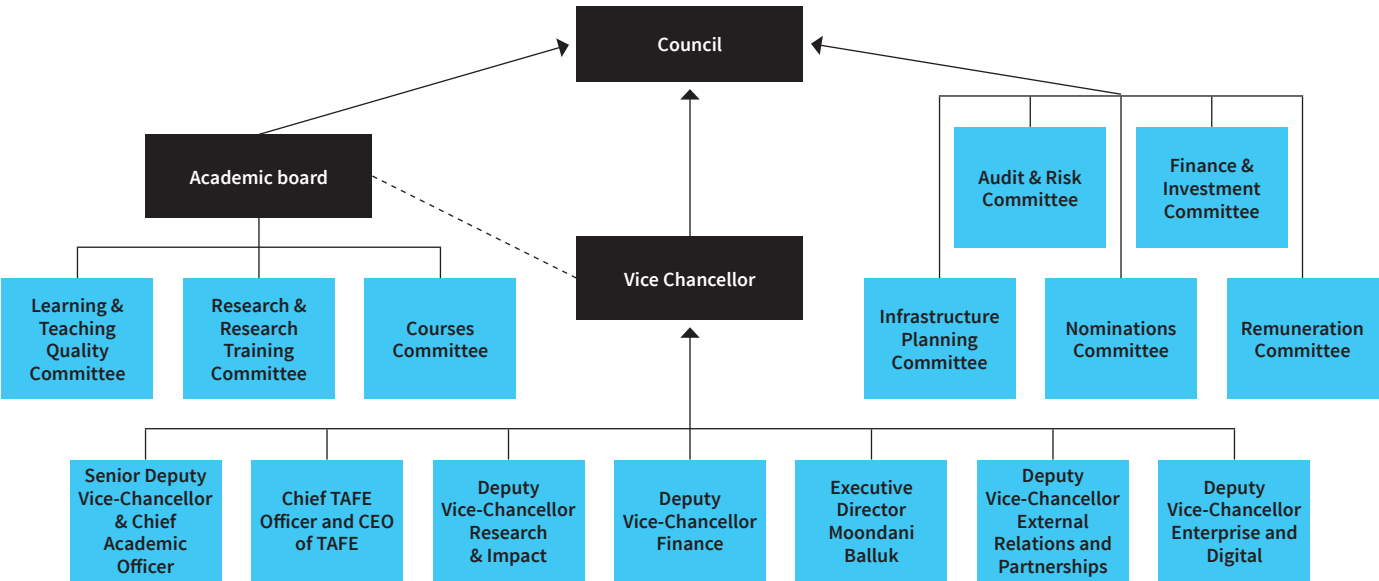 Council
Academic board
Vice Chancellor
Audit & Risk
Committee
Finance &
Investment
Committee
Learning &
Teaching
Quality
Committee
Research &
Research
Training
Committee
Courses
Committee
Infrastructure
Planning
Committee
Nominations
Committee
Remuneration
Committee
Senior Deputy
Vice-Chancellor
& Chief
Academic
Officer
Chief TAFE
Officer and CEO
of TAFE
Deputy
Vice-Chancellor
Research
& Impact
Deputy
Vice-Chancellor
Finance
Executive
Director
Moondani
Balluk
Deputy
Vice-Chancellor
External
Relations and
Partnerships
Deputy
Vice-Chancellor
Enterprise and
Digital